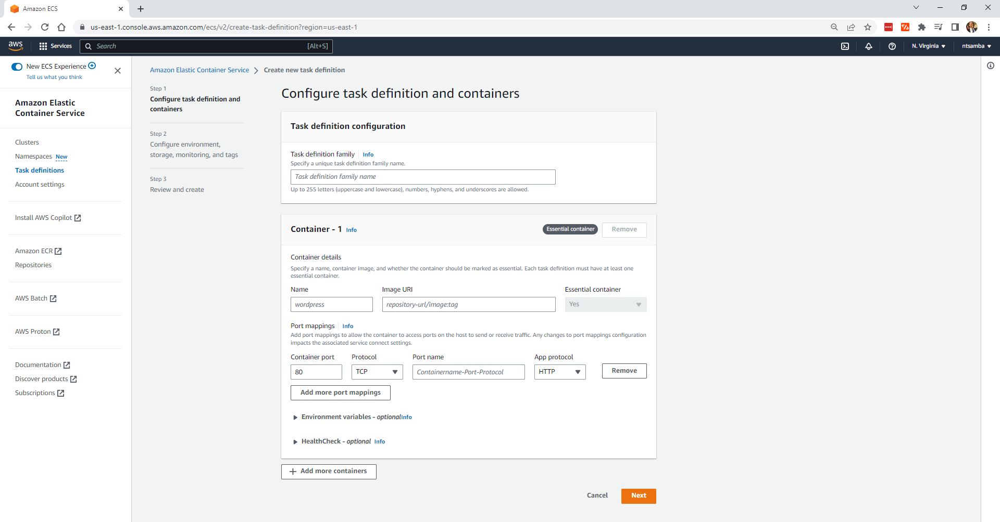 Amazon ECS
us-east-1.console.aws.amazon.com/ecs/v2/create-task-definition?region=us-east-1
aws
Services
Search
[Alt+S]
N. Virginia
ntsamba
New ECS Experience
Tell us what you think
Amazon Elastic
Container Service
Clusters
Namespaces New
Task definitions
Account settings
Install AWS Copilot
Amazon ECR
Repositories
AWS Batch
AWS Proton
Documentation
Discover products
Subscriptions
Amazon Elastic Container Service
Create new task definition
Step 1
Configure task definition and
containers
Step 2
Configure environment,
storage, monitoring, and tags
Step 3
Review and create
Configure task definition and containers
Task definition configuration
Task definition family Info
Specify a unique task definition family name.
Task definition family name
Up to 255 letters (uppercase and lowercase), numbers, hyphens, and underscores are allowed.
Container - 1 Info
Essential container
Remove
Container details
Specify a name, container image, and whether the container should be marked as essential. Each task definition must have at least one
essential container.
Name Image URI Essential container
wordpress repository-url/image:tag Yes
Port mappings Info
Add port mappings to allow the container to access ports on the host to send or receive traffic. Any changes to port mappings configuration
impacts the associated service connect settings.
Container port Protocol Port name App protocol
80 TCP Containername-Port-Protocol HTTP Remove
Add more port mappings
Environment variables - optionalInfo
HealthCheck - optional Info
Add more containers
Cancel Next